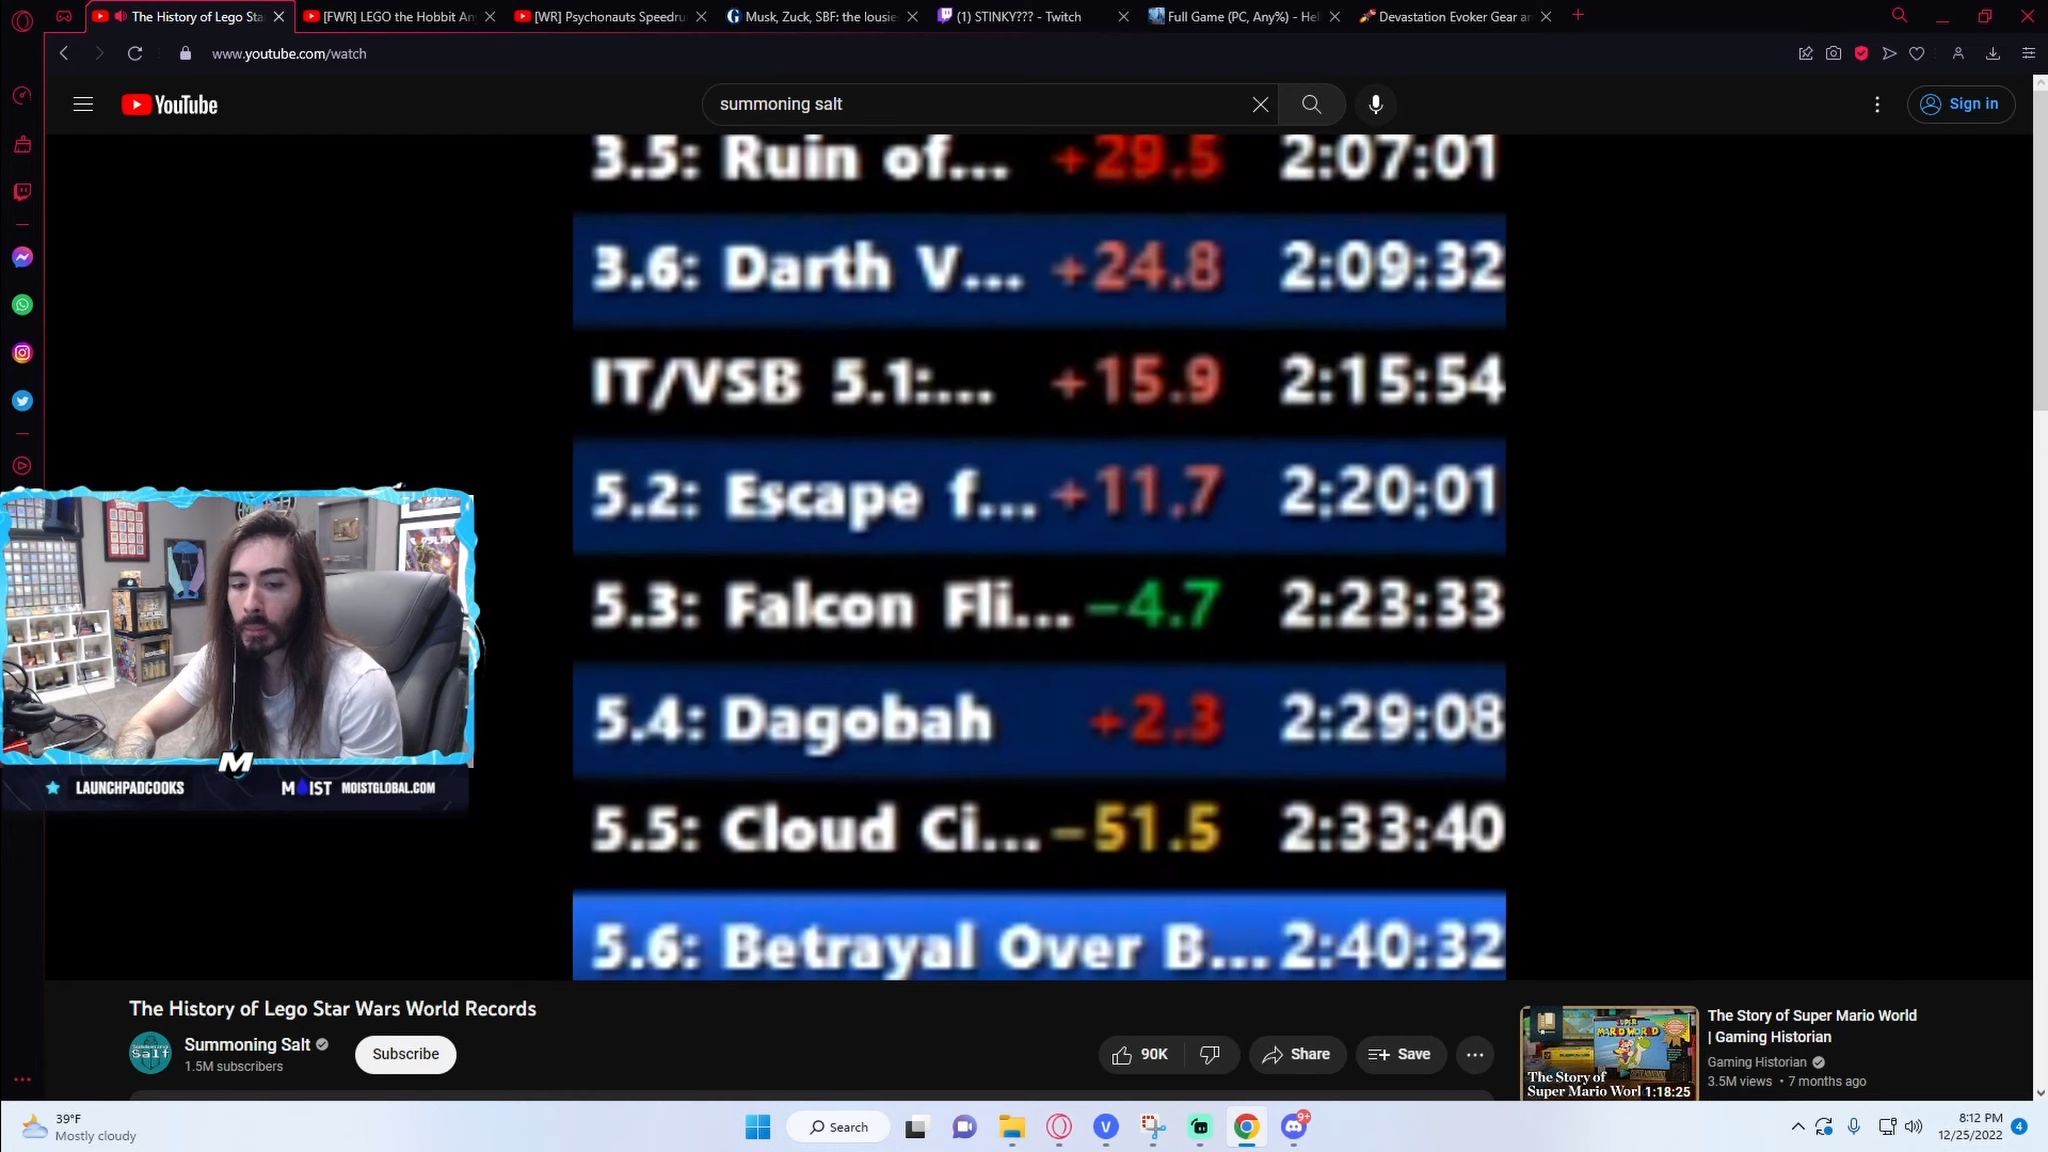 The History of Lego Sta
[FWR] LEGO the Hobbit An
[WR] Psychonauts Speedru
Musk, Zuck, SBF: the lousie
(1) STINKY??? - Twitch
Full Game (PC, Any%) - Hel
Devastation Evoker Gear an
www.youtube.com/watch
YouTube
summoning salt
Sign in
3.5: Ruin of... +29.5 2:07:01
3.6: Darth V... +24.8 2:09:32
IT/VSB 5.1:... +15.9 2:15:54
5.2: Escape f... +11.7 2:20:01
5.3: Falcon Fli... -4.7 2:23:33
5.4: Dagobah +2.3 2:29:08
5.5: Cloud Ci... -51.5 2:33:40
5.6: Betrayal Over B... 2:40:32
M
LAUNCHPADCOOKS
MOIST MOISTGLOBAL.COM
The History of Lego Star Wars World Records
Salt
Summoning Salt
1.5M subscribers
Subscribe
90K
Share
Save
The Story of
Super Mario Worl
1:18:25
The Story of Super Mario World
| Gaming Historian
Gaming Historian
3.5M views • 7 months ago
39°F
Mostly cloudy
Search
9+
8:12 PM
12/25/2022
4